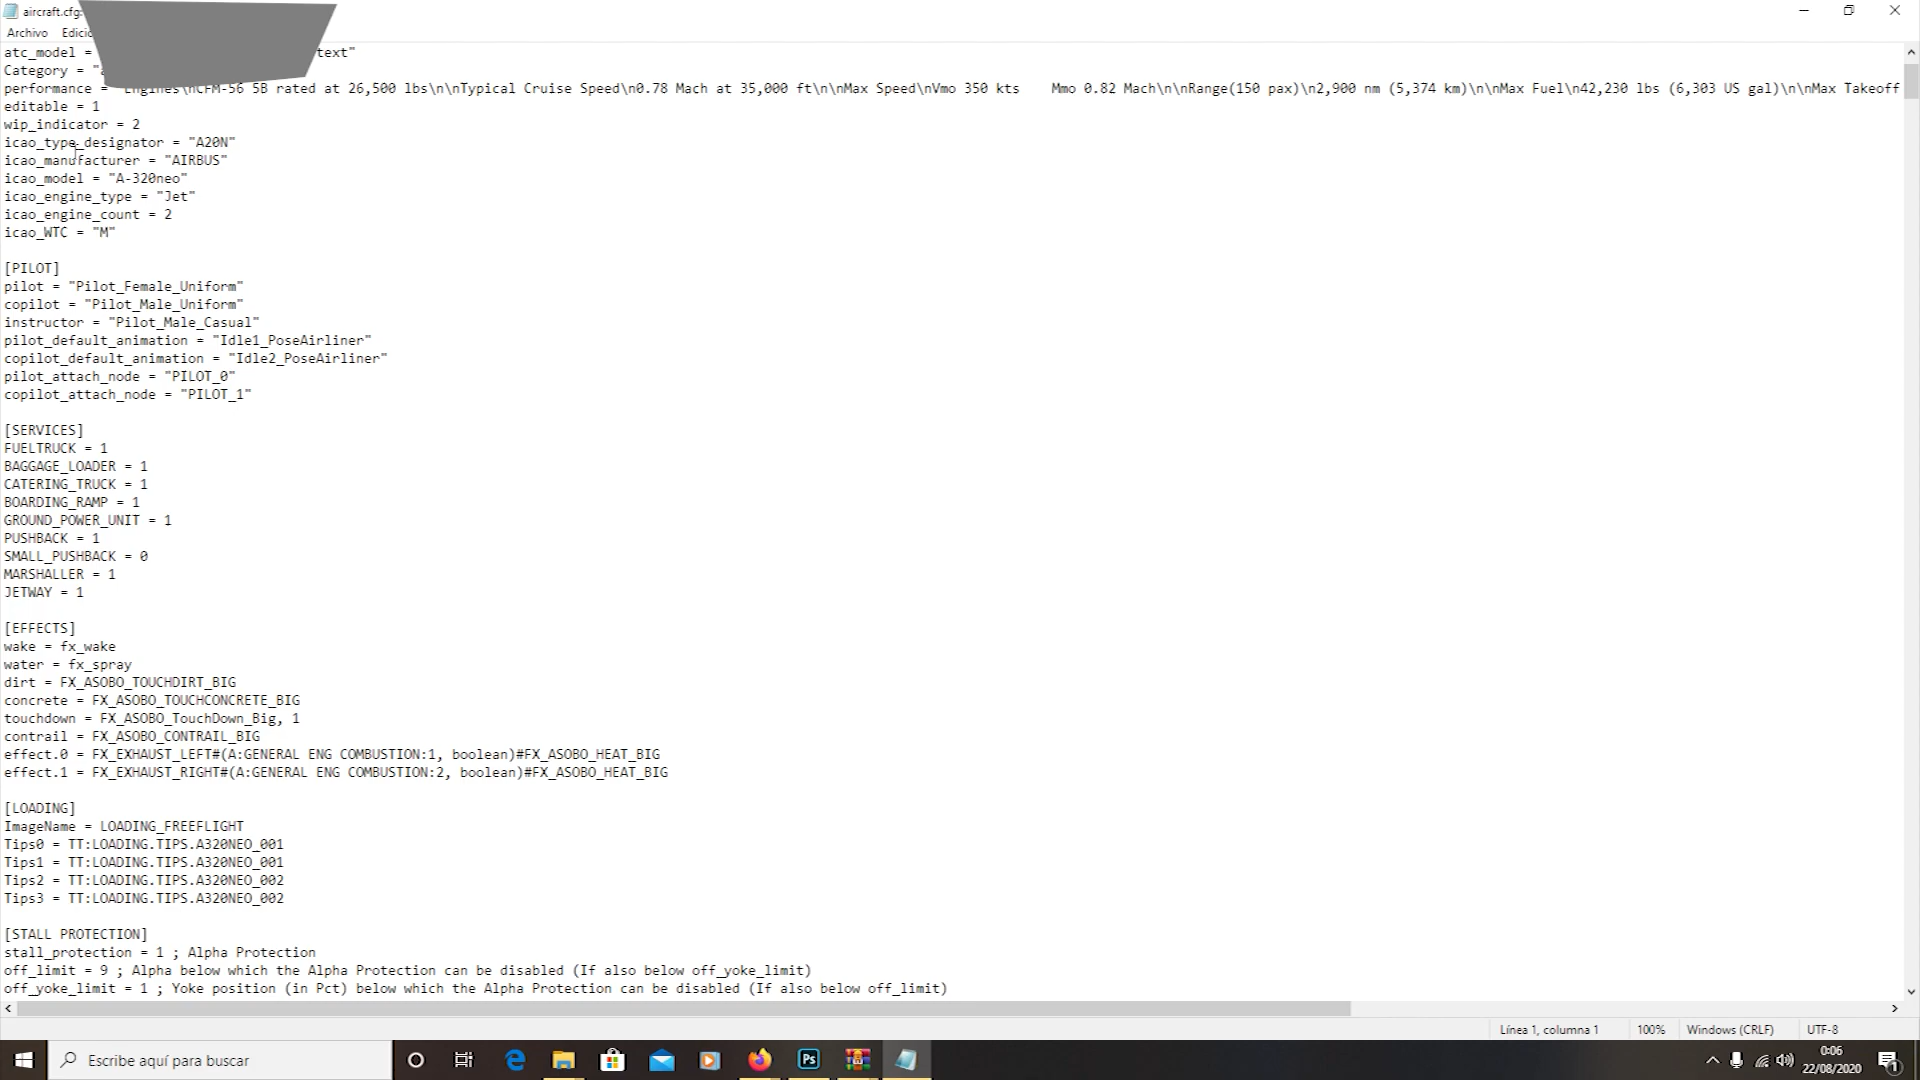 aircraft.cfg:
Archivo Edició
atc_model = text"
Category = "
performance = "Engines\nCFM-56 5B rated at 26,500 lbs\n\nTypical Cruise Speed\n0.78 Mach at 35,000 ft\n\nMax Speed\nVmo 350 kts    Mmo 0.82 Mach\n\nRange(150 pax)\n2,900 nm (5,374 km)\n\nMax Fuel\n42,230 lbs (6,303 US gal)\n\nMax Takeoff
editable = 1
wip_indicator = 2
icao_type_designator = "A20N"
icao_manufacturer = "AIRBUS"
icao_model = "A-320neo"
icao_engine_type = "Jet"
icao_engine_count = 2
icao_WTC = "M"
[PILOT]
pilot = "Pilot_Female_Uniform"
copilot = "Pilot_Male_Uniform"
instructor = "Pilot_Male_Casual"
pilot_default_animation = "Idle1_PoseAirliner"
copilot_default_animation = "Idle2_PoseAirliner"
pilot_attach_node = "PILOT_0"
copilot_attach_node = "PILOT_1"
[SERVICES]
FUELTRUCK = 1
BAGGAGE_LOADER = 1
CATERING_TRUCK = 1
BOARDING_RAMP = 1
GROUND_POWER_UNIT = 1
PUSHBACK = 1
SMALL_PUSHBACK = 0
MARSHALLER = 1
JETWAY = 1
[EFFECTS]
wake = fx_wake
water = fx_spray
dirt = FX_ASOBO_TOUCHDIRT_BIG
concrete = FX_ASOBO_TOUCHCONCRETE_BIG
touchdown = FX_ASOBO_TouchDown_Big, 1
contrail = FX_ASOBO_CONTRAIL_BIG
effect.0 = FX_EXHAUST_LEFT#(A:GENERAL ENG COMBUSTION:1, boolean)#FX_ASOBO_HEAT_BIG
effect.1 = FX_EXHAUST_RIGHT#(A:GENERAL ENG COMBUSTION:2, boolean)#FX_ASOBO_HEAT_BIG
[LOADING]
ImageName = LOADING_FREEFLIGHT
Tips0 = TT:LOADING.TIPS.A320NEO_001
Tips1 = TT:LOADING.TIPS.A320NEO_001
Tips2 = TT:LOADING.TIPS.A320NEO_002
Tips3 = TT:LOADING.TIPS.A320NEO_002
[STALL PROTECTION]
stall_protection = 1 ; Alpha Protection
off_limit = 9 ; Alpha below which the Alpha Protection can be disabled (If also below off_yoke_limit)
off_yoke_limit = 1 ; Yoke position (in Pct) below which the Alpha Protection can be disabled (If also below off_limit)
Línea 1, columna 1 100% Windows (CRLF) UTF-8
Escribe aquí para buscar
Ps
0:06
22/08/2020
1